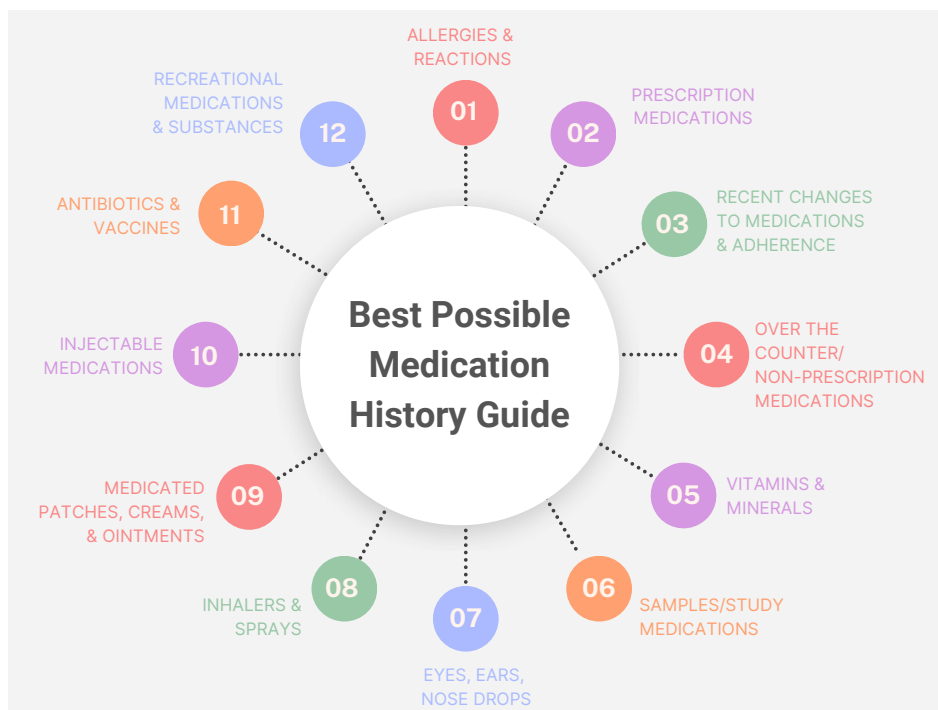 Best Possible
Medication
History Guide
01
ALLERGIES &
REACTIONS
02
PRESCRIPTION
MEDICATIONS
03
RECENT CHANGES
TO MEDICATIONS
& ADHERENCE
04
OVER THE
COUNTER/
NON-PRESCRIPTION
MEDICATIONS
05
VITAMINS &
MINERALS
06
SAMPLES/STUDY
MEDICATIONS
07
EYES, EARS,
NOSE DROPS
08
INHALERS &
SPRAYS
09
MEDICATED
PATCHES, CREAMS,
& OINTMENTS
10
INJECTABLE
MEDICATIONS
11
ANTIBIOTICS &
VACCINES
12
RECREATIONAL
MEDICATIONS
& SUBSTANCES